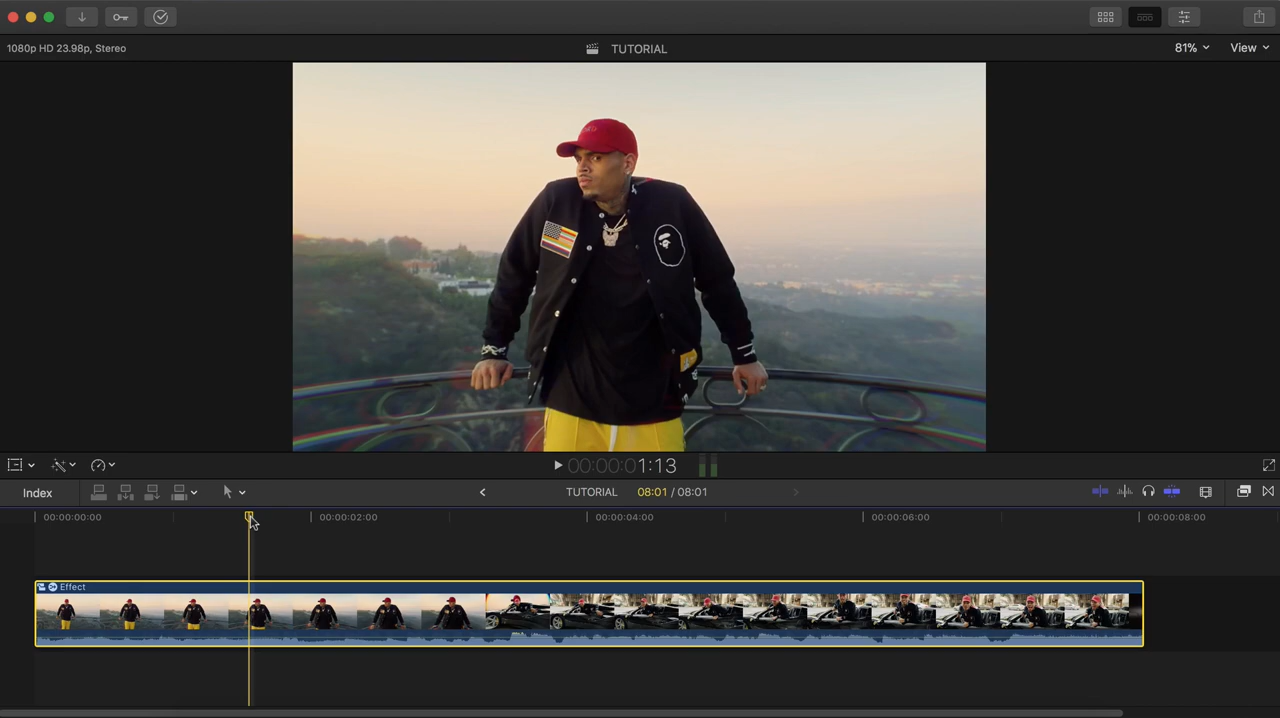 1080p HD 23.98p, Stereo
TUTORIAL
81%
View
00:00:01:13
Index
TUTORIAL
08:01 / 08:01
00:00:00:00
00:00:02:00
00:00:04:00
00:00:06:00
00:00:08:00
Effect